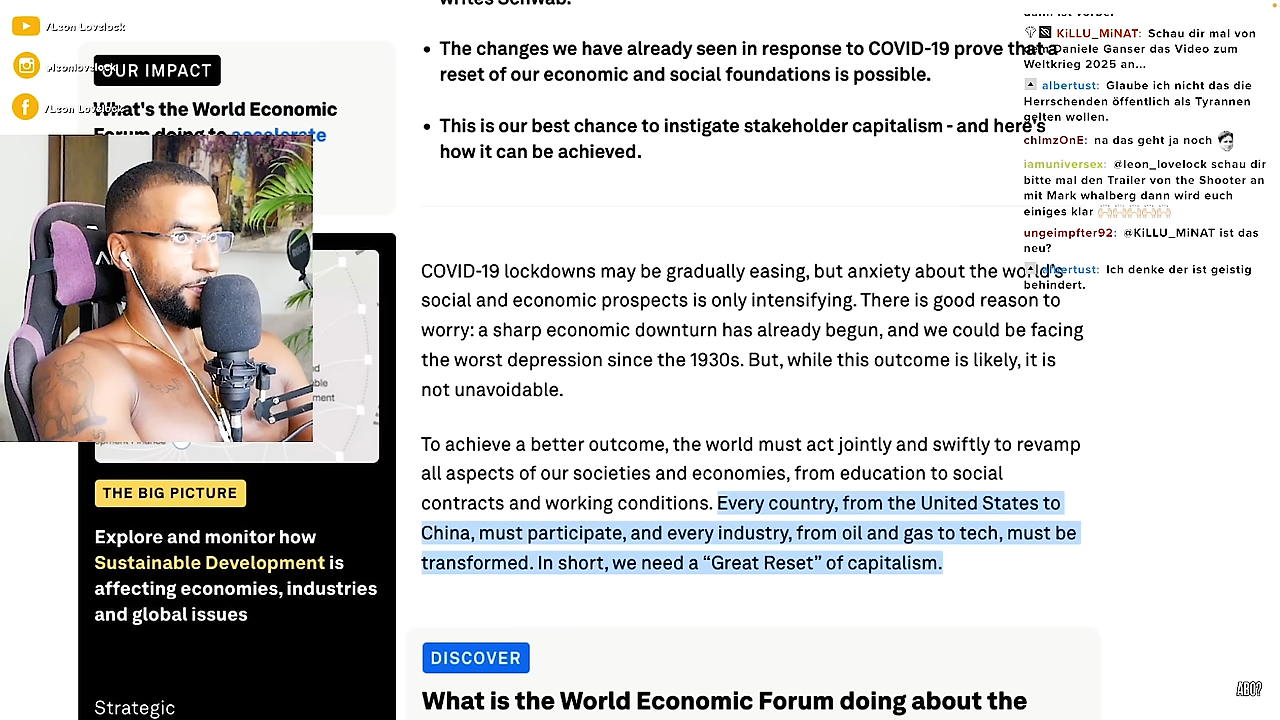 /Leon Lovelock
/leonlovelock
/Leon Lovelock
OUR IMPACT
What's the World Economic
Forum doing to accelerate
THE BIG PICTURE
Explore and monitor how
Sustainable Development is
affecting economies, industries
and global issues
Strategic
writes Schwab.
• The changes we have already seen in response to COVID-19 prove that a
reset of our economic and social foundations is possible.
• This is our best chance to instigate stakeholder capitalism - and here's
how it can be achieved.
COVID-19 lockdowns may be gradually easing, but anxiety about the world's
social and economic prospects is only intensifying. There is good reason to
worry: a sharp economic downturn has already begun, and we could be facing
the worst depression since the 1930s. But, while this outcome is likely, it is
not unavoidable.
To achieve a better outcome, the world must act jointly and swiftly to revamp
all aspects of our societies and economies, from education to social
contracts and working conditions. Every country, from the United States to
China, must participate, and every industry, from oil and gas to tech, must be
transformed. In short, we need a “Great Reset” of capitalism.
DISCOVER
What is the World Economic Forum doing about the
dann ist vorbei.
KiLLU_MiNAT: Schau dir mal von
Daniele Ganser das Video zum
Weltkrieg 2025 an...
albertust: Glaube ich nicht das die
Herrschenden öffentlich als Tyrannen
gelten wollen.
chImzOnE: na das geht ja noch
iamuniversex: @leon_lovelock schau dir
bitte mal den Trailer von the Shooter an
mit Mark whalberg dann wird euch
einiges klar
ungeimpfter92: @KiLLU_MiNAT ist das
neu?
albertust: Ich denke der ist geistig
behindert.
ABO?